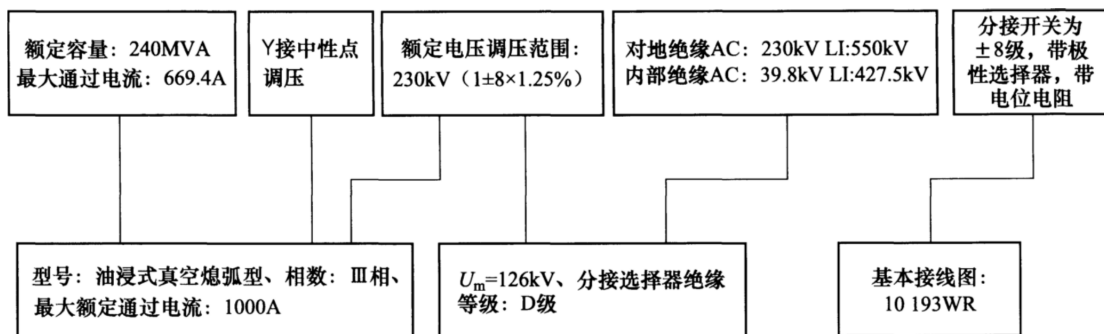 额定容量：240MVA
最大通过电流：669.4A
Y接中性点
调压
额定电压调压范围：
230kV（1±8×1.25%）
对地绝缘AC：230kV LI:550kV
内部绝缘AC：39.8kV LI:427.5kV
分接开关为
±8级，带极
性选择器，带
电位电阻
型号：油浸式真空熄弧型、相数：Ⅲ相、
最大额定通过电流：1000A
Um=126kV、分接选择器绝缘
等级：D级
基本接线图：
10 193WR